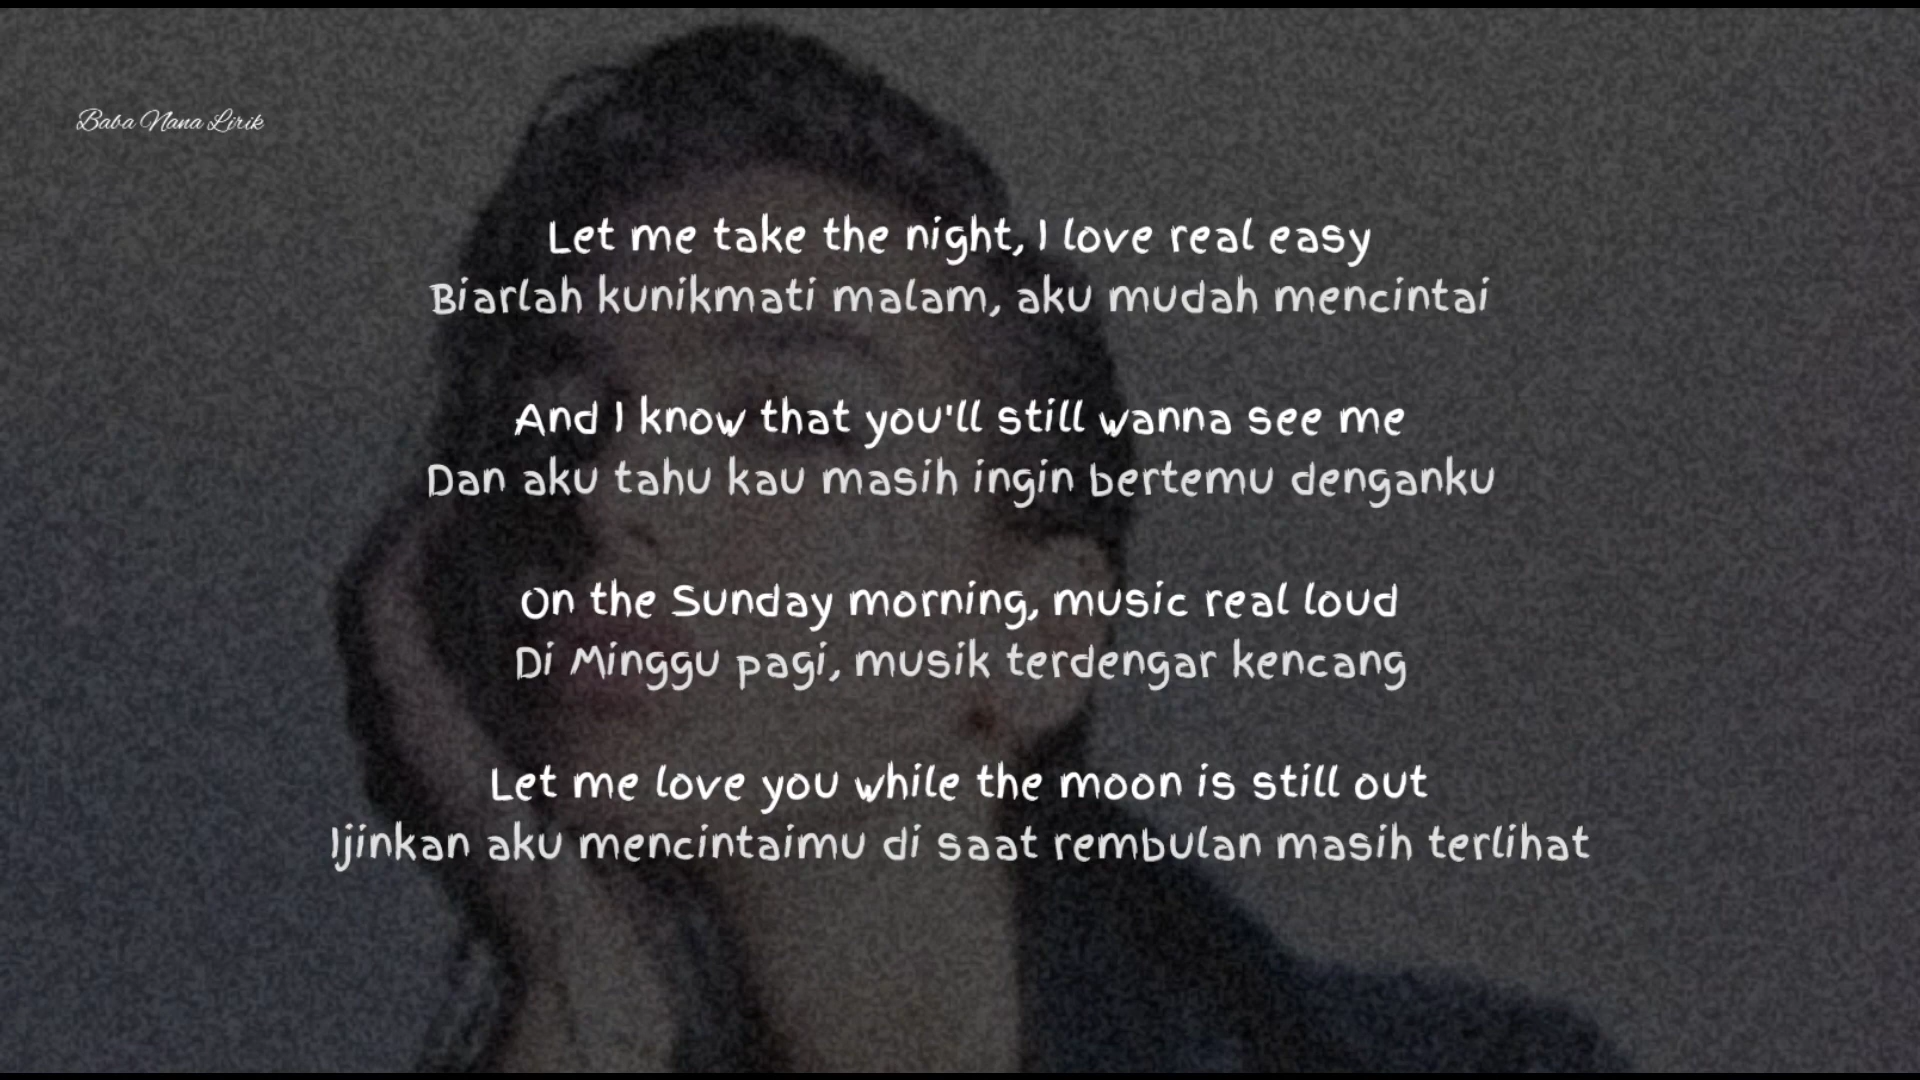 Baba Nana Lirik
Let me take the night, I love real easy
Biarlah kunikmati malam, aku mudah mencintai
And I know that you'll still wanna see me
Dan aku tahu kau masih ingin bertemu denganku
On the Sunday morning, music real loud
Di Minggu pagi, musik terdengar kencang
Let me love you while the moon is still out
Ijinkan aku mencintaimu di saat rembulan masih terlihat